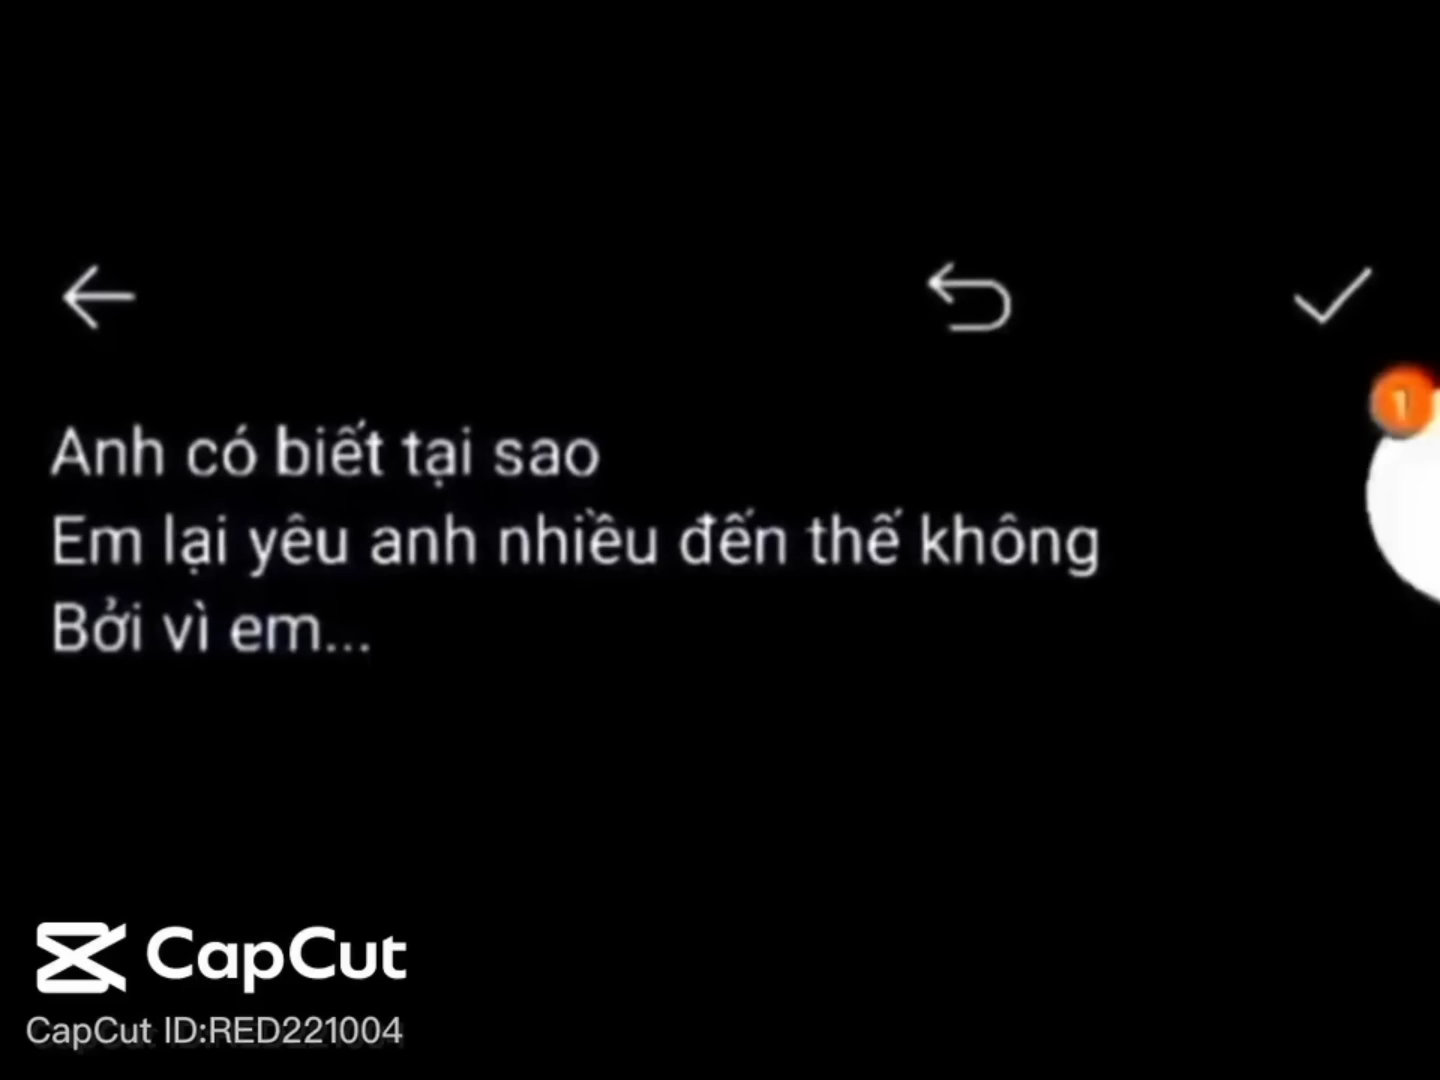 1
Anh có biết tại sao
Em lại yêu anh nhiều đến thế không
Bởi vì em...
CapCut
CapCut ID:RED221004